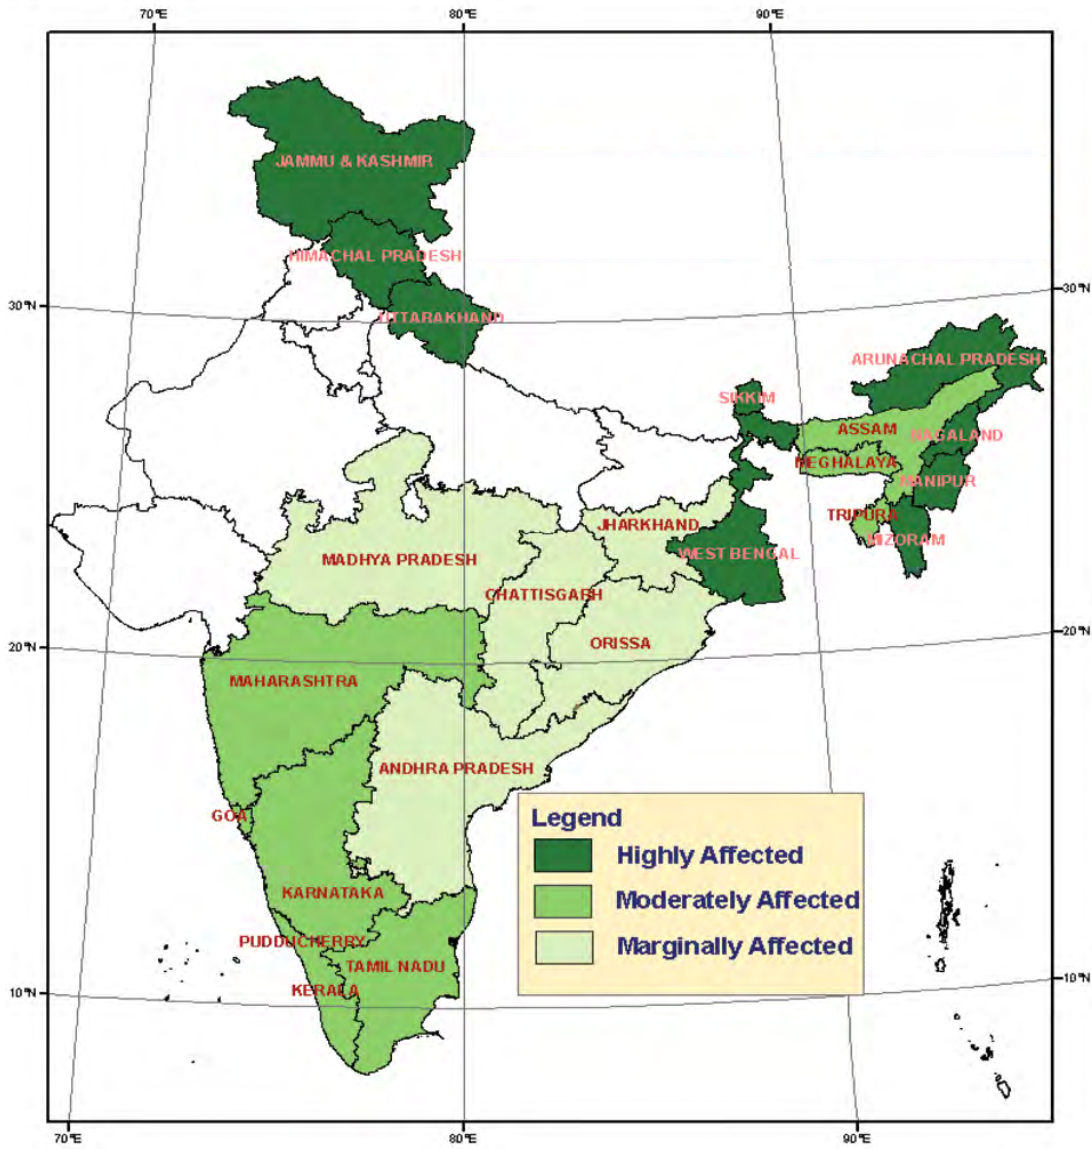 70°E 80°E 90°E
JAMMU & KASHMIR
HIMACHAL PRADESH
30°N 30°N
UTTARAKHAND
ARUNACHAL PRADESH
SIKKIM
ASSAM
NAGALAND
MEGHALAYA
MANIPUR
TRIPURA
JHARKHAND
MIZORAM
WEST BENGAL
MADHYA PRADESH
CHATTISGARH
20°N 20°N
ORISSA
MAHARASHTRA
ANDHRA PRADESH
GOA
Legend
Highly Affected
KARNATAKA
Moderately Affected
PUDDUCHERRY
Marginally Affected
TAMIL NADU
10°N 10°N
KERALA
70°E 80°E 90°E